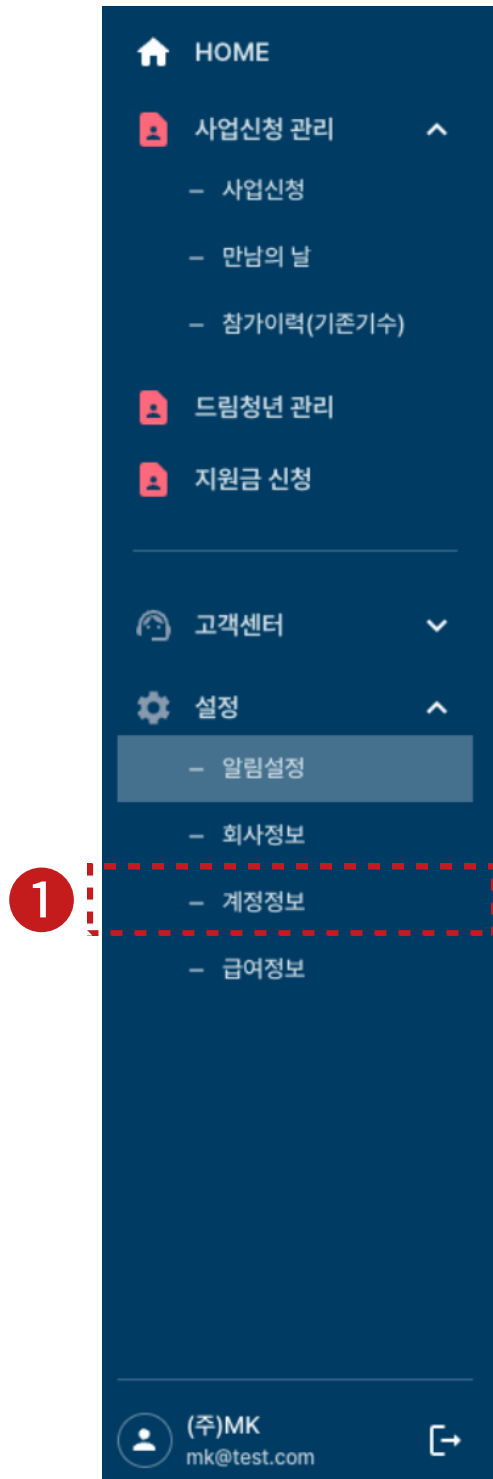 HOME
사업신청 관리
– 사업신청
– 만남의 날
– 참가이력(기존기수)
드림청년 관리
지원금 신청
고객센터
설정
– 알림설정
– 회사정보
1
– 계정정보
– 급여정보
(주)MK
mk@test.com